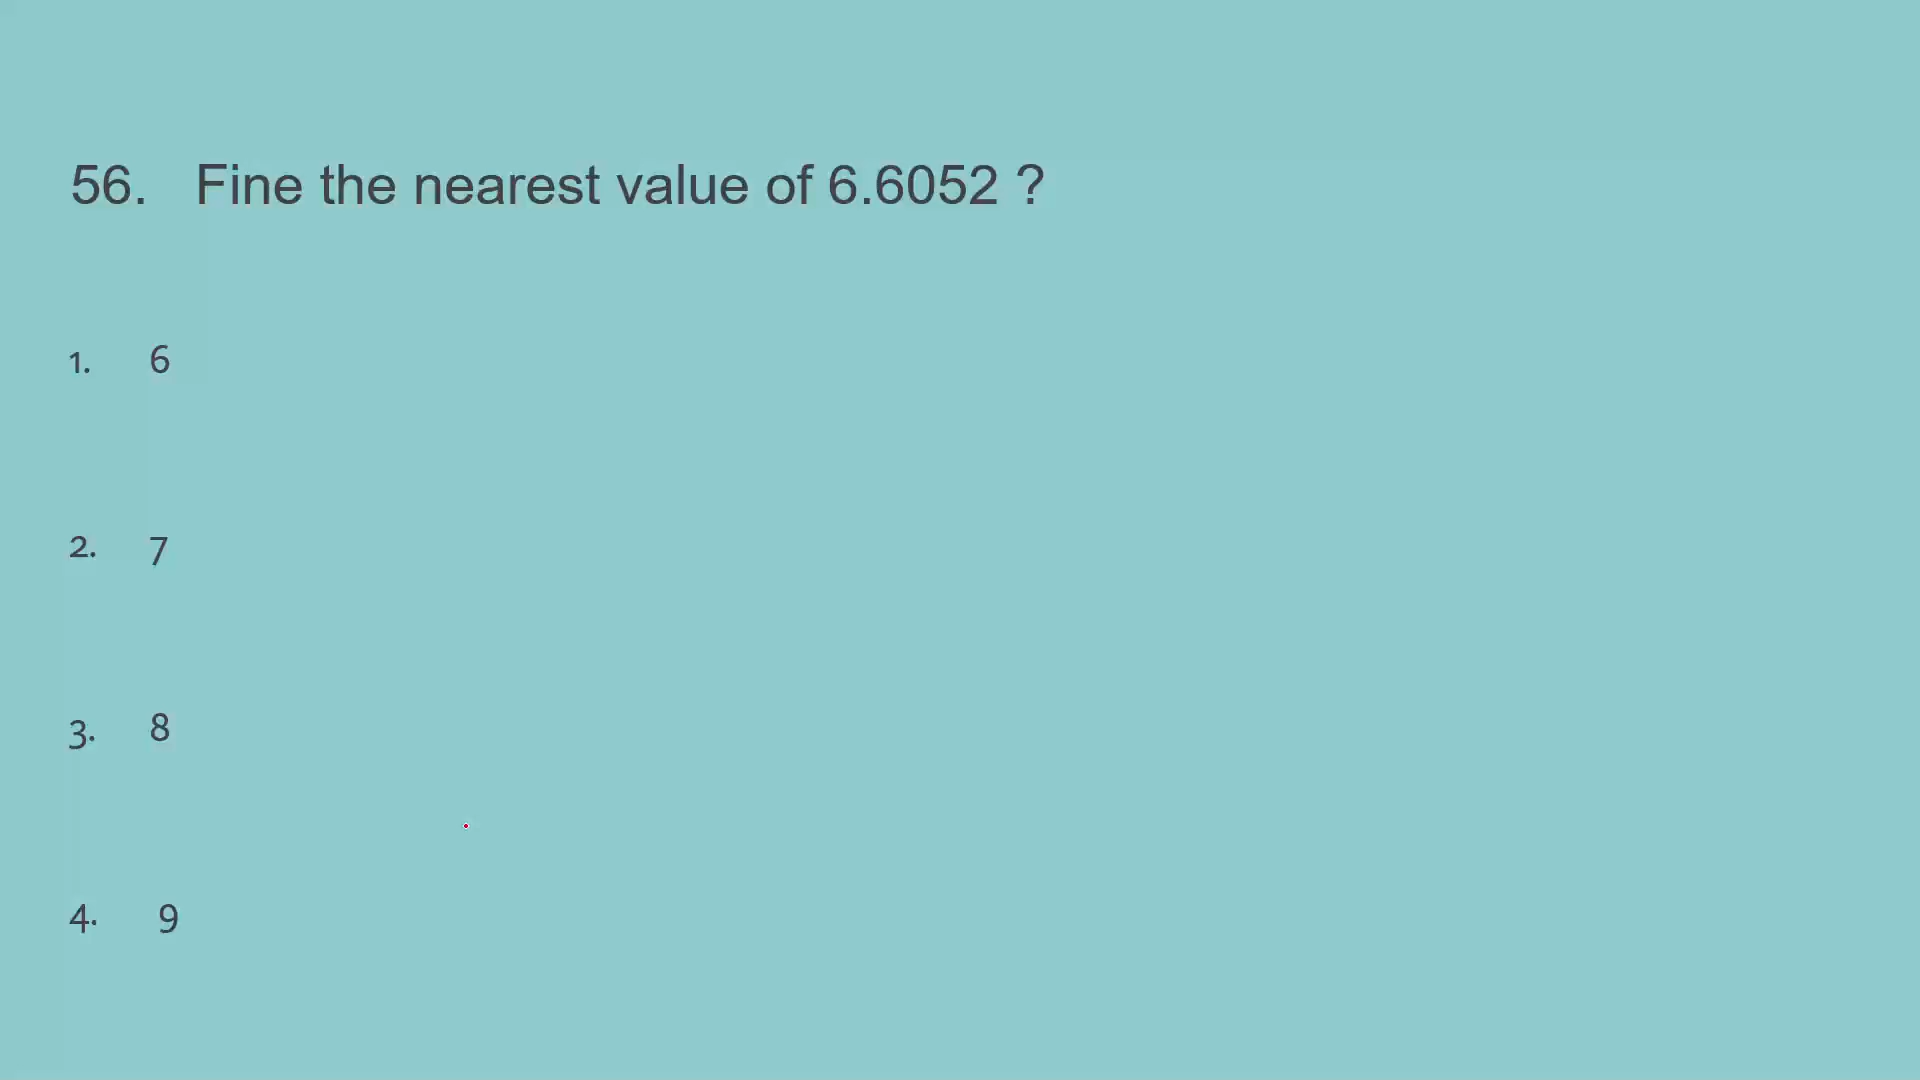 56. Fine the nearest value of 6.6052 ?
1. 6
2. 7
3. 8
4. 9